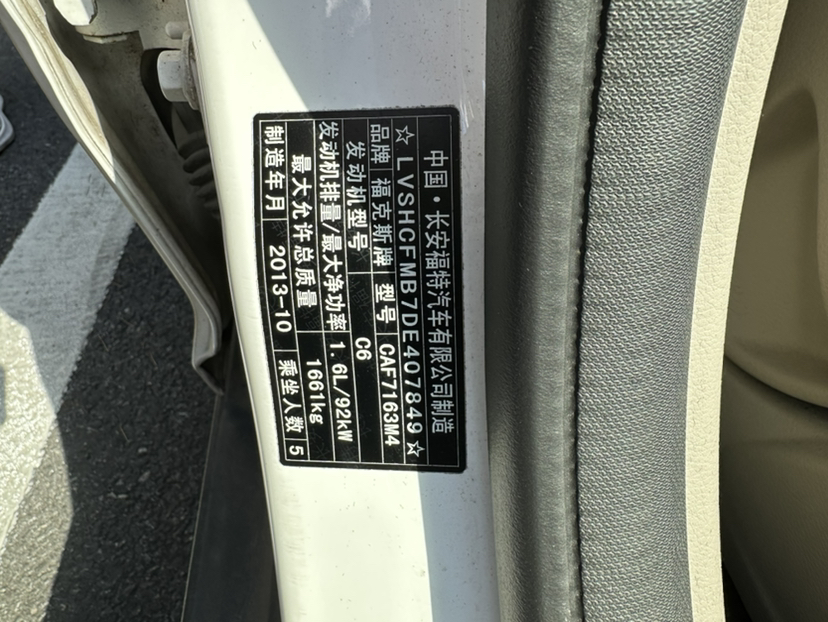 中国·长安福特汽车有限公司制造
☆LVSHCFMB7DE407849☆
品牌 福克斯牌 型号 CAF7163M4
发动机型号 C6
发动机排量/最大净功率 1.6L/92kW
最大允许总质量 1661kg
制造年月 2013-10 乘坐人数 5